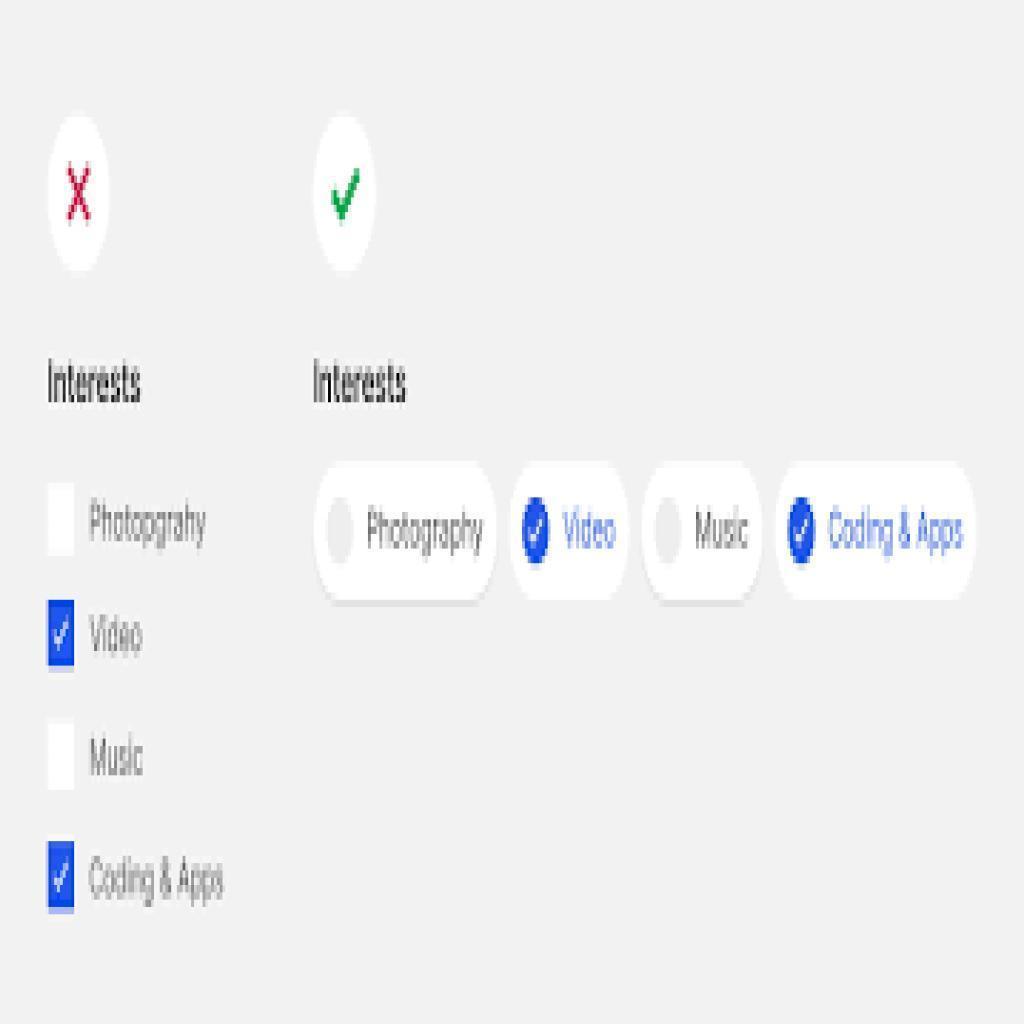 Interests
Photopgrahy
Video
Music
Coding & Apps
Interests
Photography Video Music Coding & Apps